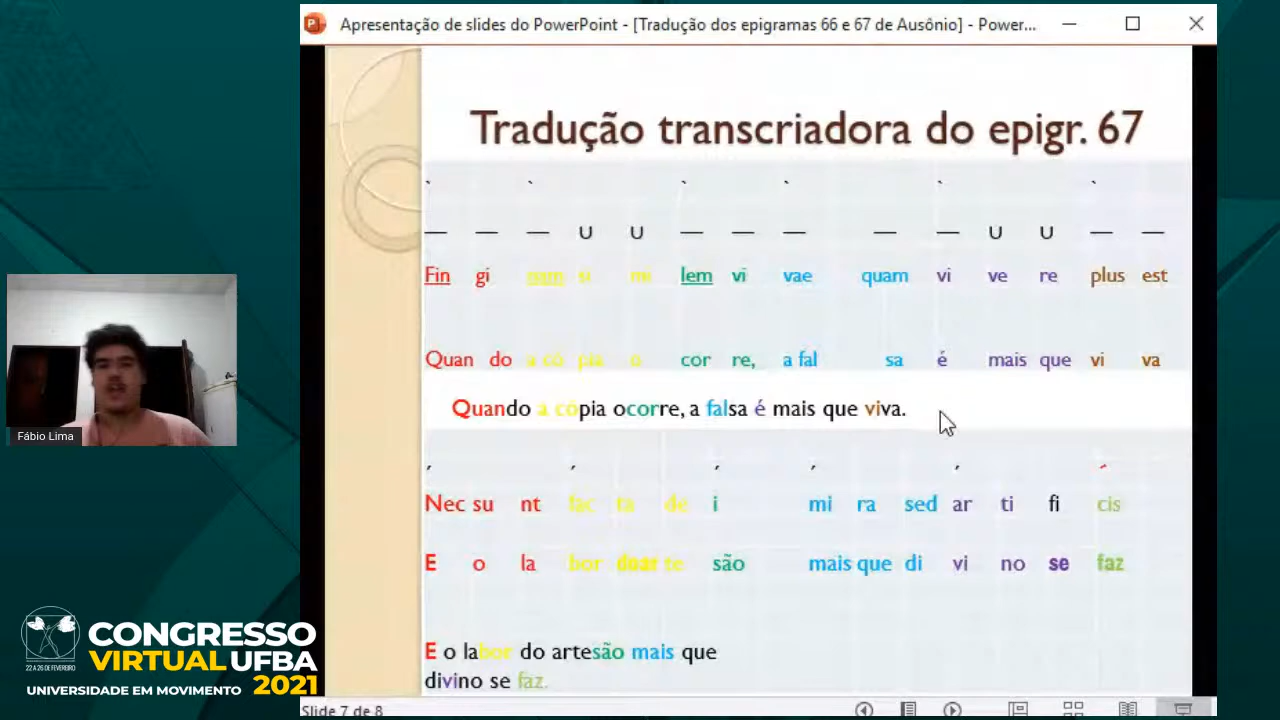 Apresentação de slides do PowerPoint - [Tradução dos epigramas 66 e 67 de Ausônio] - Power...
Tradução transcriadora do epigr. 67
` ` ` ` ` `
— — — U U — — — — — U U — —
Fin gi nam si mi lem vi vae quam vi ve re plus est
Quan do a có pia o cor re, a fal sa é mais que vi va
Quando a cópia ocorre, a falsa é mais que viva.
´ ´ ´ ´ ´ ´
Nec su nt fac ta de i mi ra sed ar ti fi cis
E o la bor doar te são mais que di vi no se faz
E o labor do artesão mais que
divino se faz.
Fábio Lima
CONGRESSO
VIRTUAL UFBA
22 A 26 DE FEVEREIRO
UNIVERSIDADE EM MOVIMENTO 2021
Slide 7 de 8